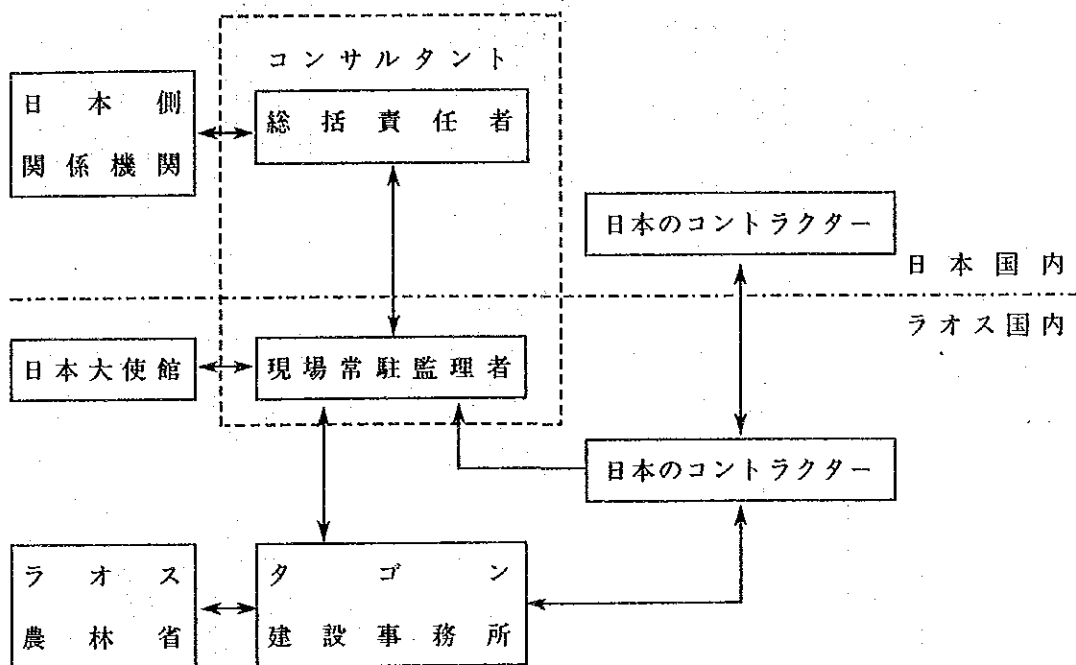 コンサルタント
日本側
関係機関
総括責任者
日本のコントラクター
日本国内
ラオス国内
日本大使館
現場常駐監理者
日本のコントラクター
ラオス
農林省
タゴン
建設事務所